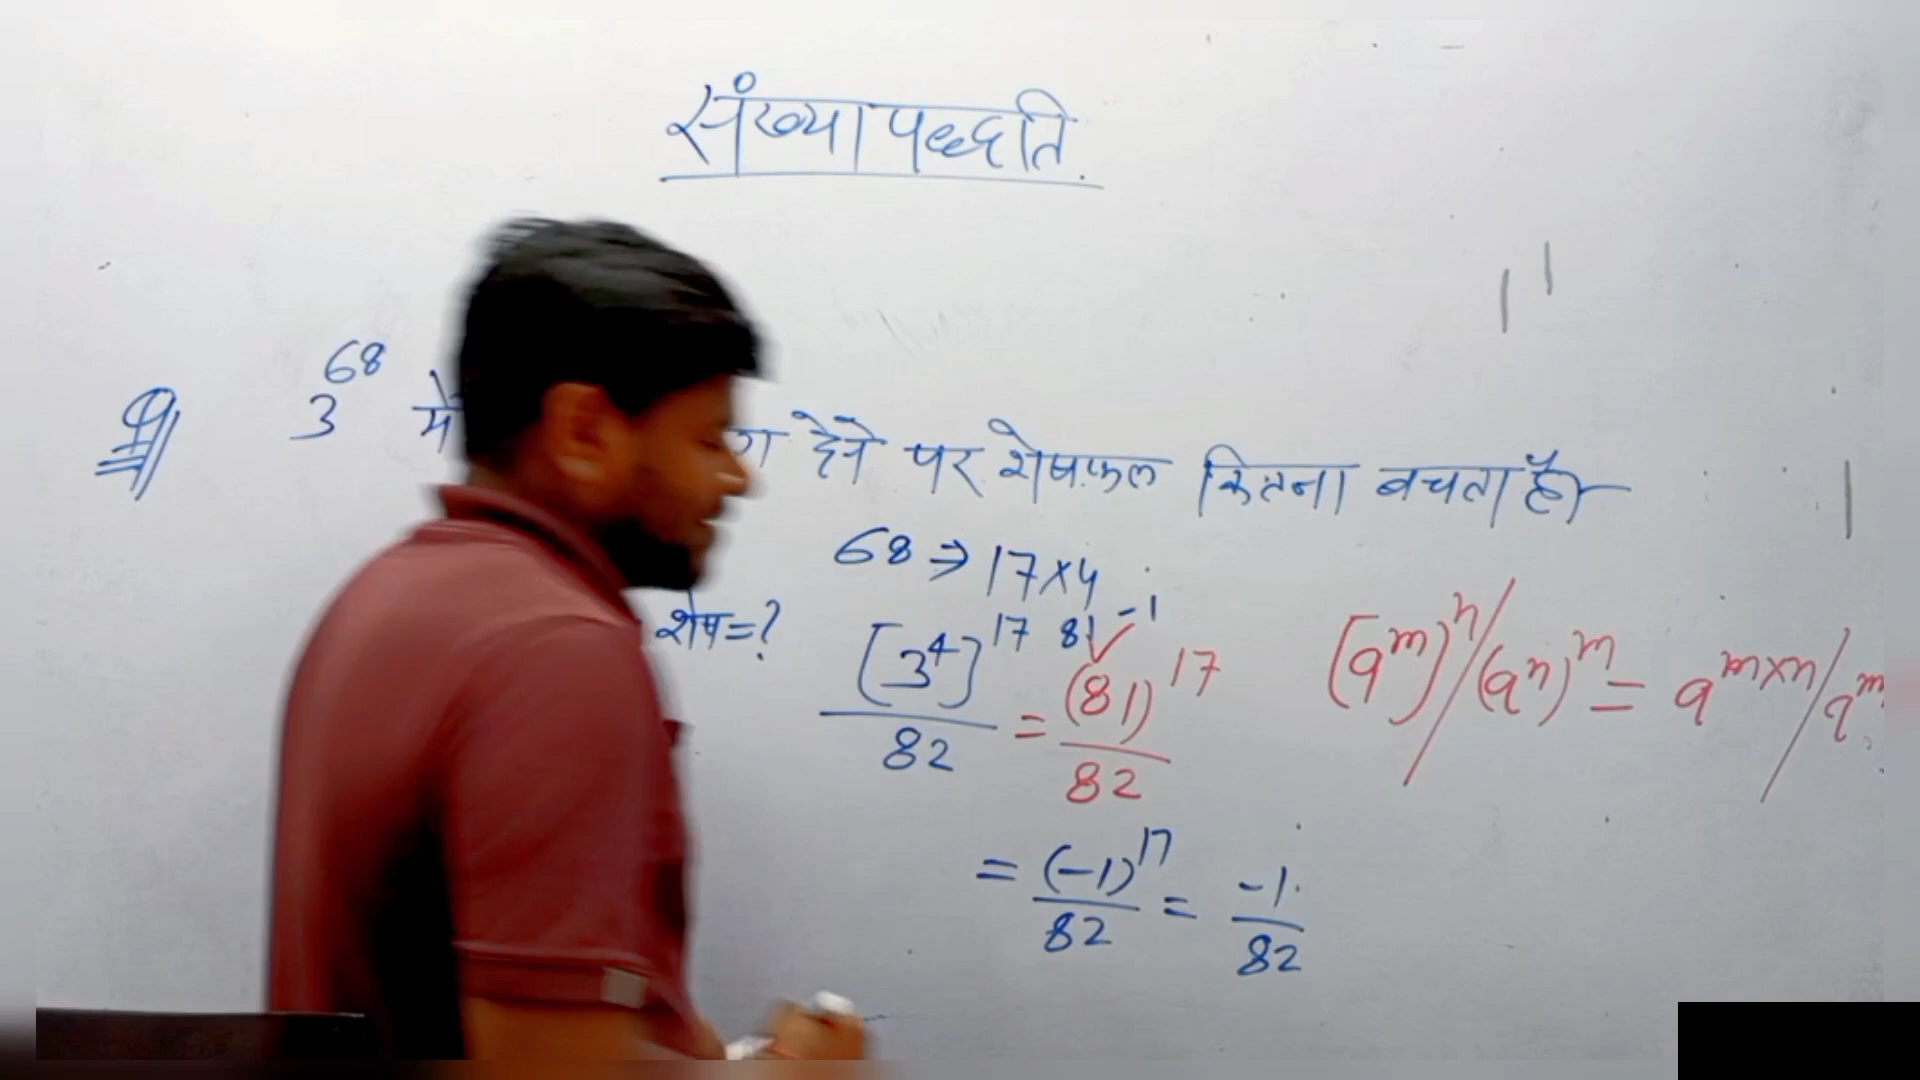 संख्या पद्धति.
Q 3^68 में देने पर शेषफल कितना बचता है
68 ⇒ 17×4
शेष=?
[3^4]^17 / 82 = (81)^17 / 82
81 -1
[a^m]^n / (a^n)^m = a^m×n / a^m
= (-1)^17 / 82 = -1 / 82